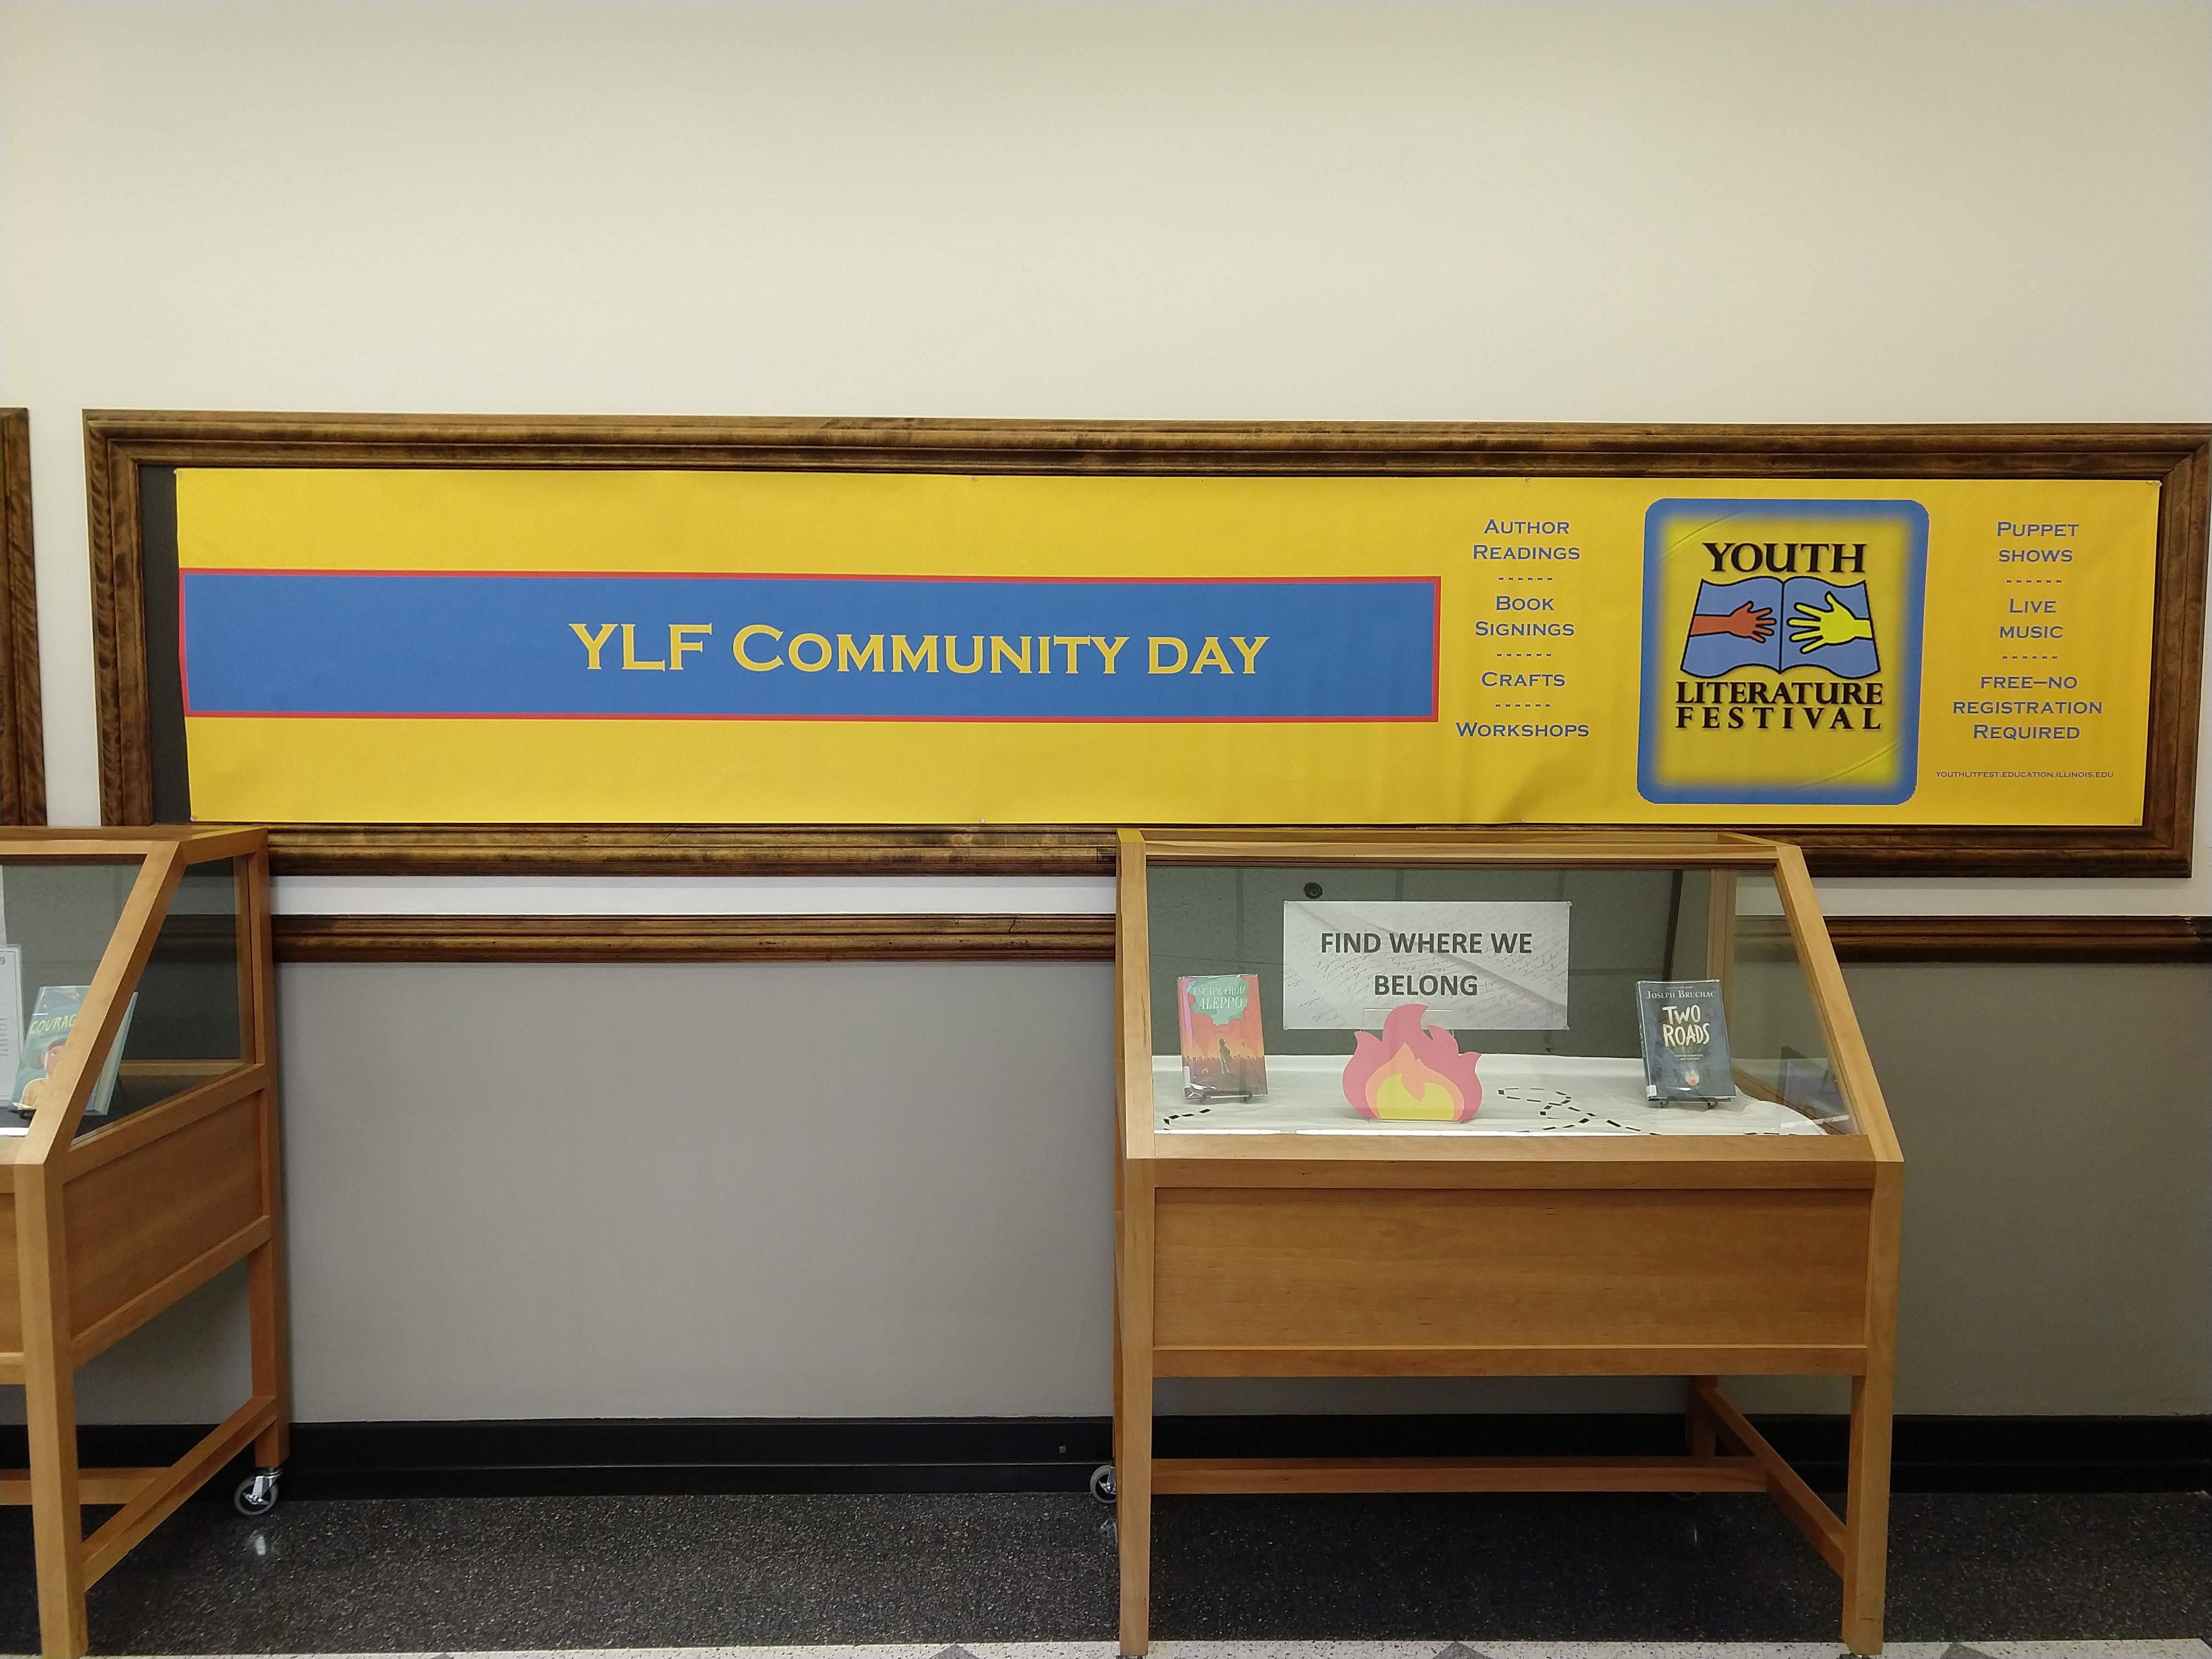 YLF Community day
Author
Readings
------
Book
Signings
------
Crafts
------
Workshops
YOUTH
LITERATURE
FESTIVAL
Puppet
shows
------
Live
music
------
free—no
registration
Required
youthlitfest.education.illinois.edu
FIND WHERE WE
BELONG
ESCAPE FROM
ALEPPO
JOSEPH BRUCHAC
TWO
ROADS
COURAG
9